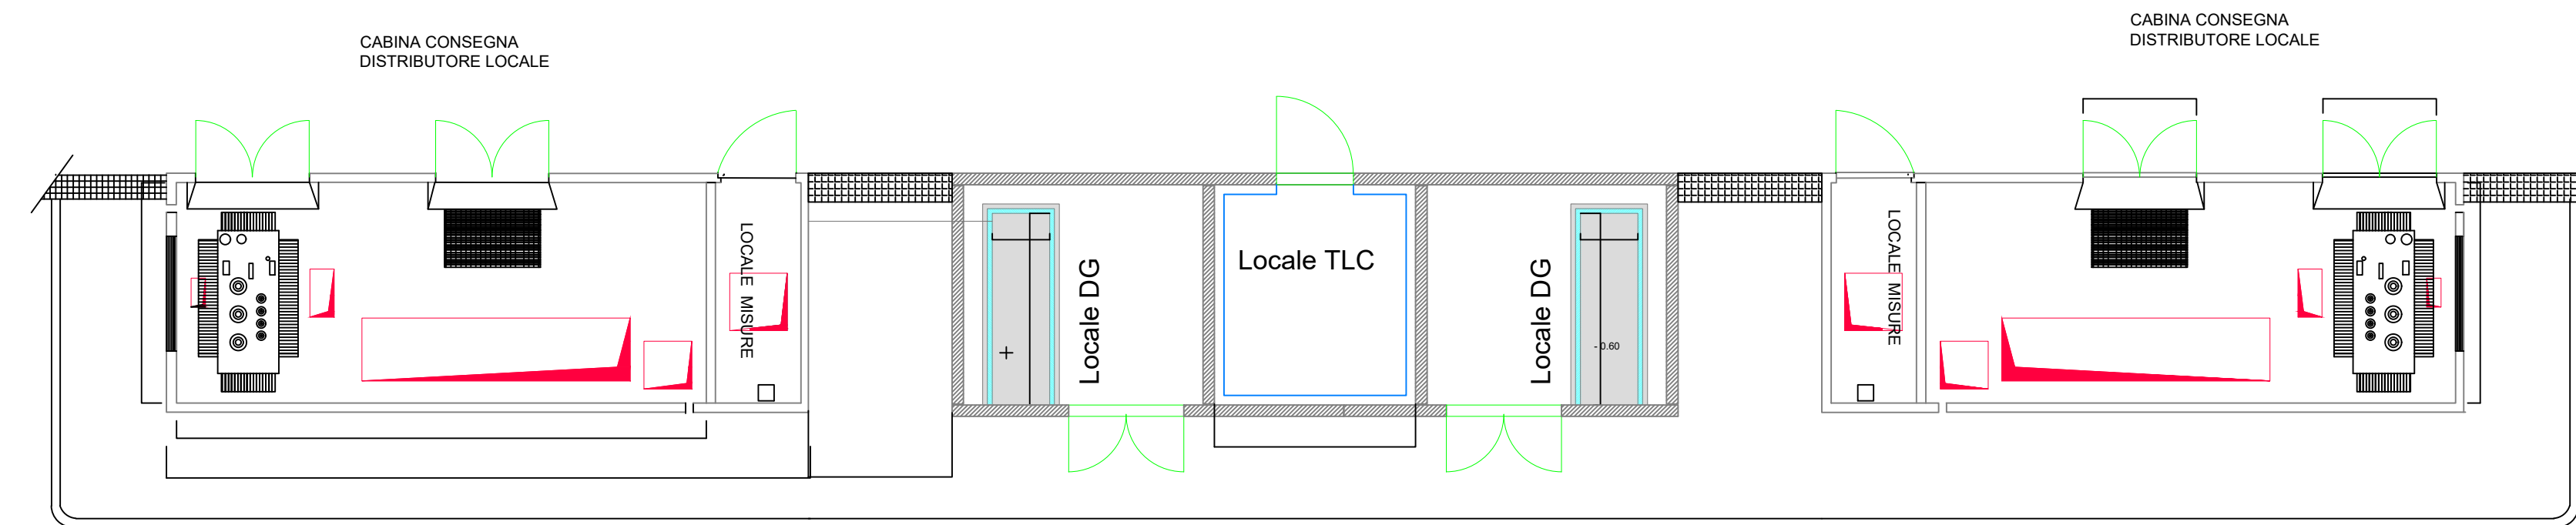 CABINA CONSEGNA
DISTRIBUTORE LOCALE
CABINA CONSEGNA
DISTRIBUTORE LOCALE
LOCALE MISURE
Locale DG
Locale TLC
Locale DG
- 0.60
LOCALE MISURE